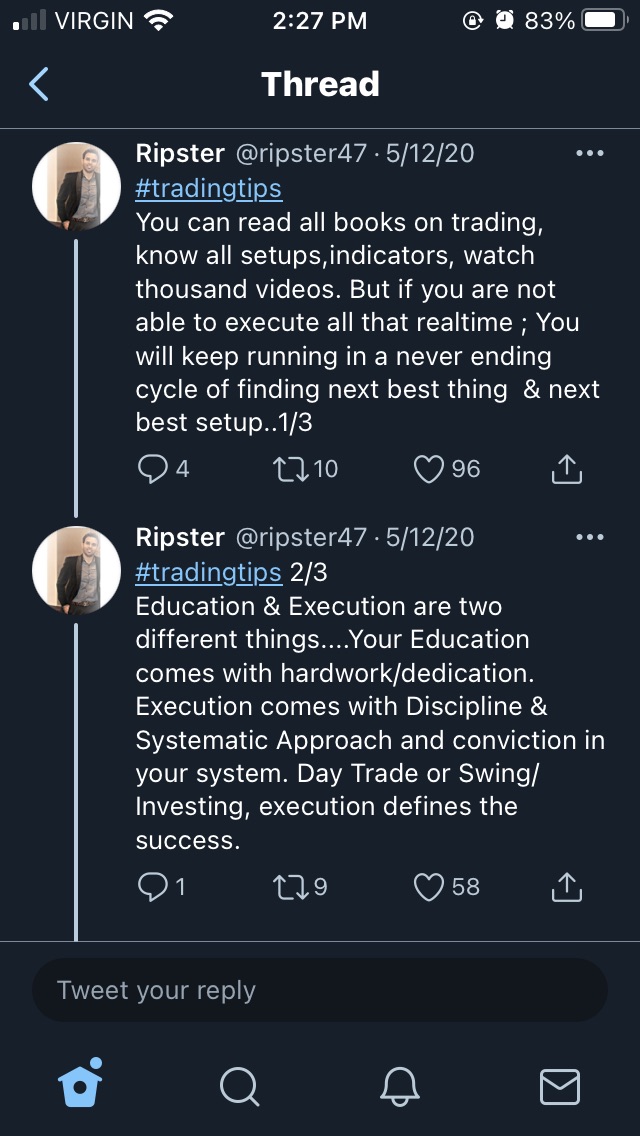 VIRGIN 2:27 PM 83%
Thread
Ripster @ripster47 · 5/12/20
#tradingtips
You can read all books on trading,
know all setups,indicators, watch
thousand videos. But if you are not
able to execute all that realtime ; You
will keep running in a never ending
cycle of finding next best thing  & next
best setup..1/3
4 10 96
Ripster @ripster47 · 5/12/20
#tradingtips 2/3
Education & Execution are two
different things....Your Education
comes with hardwork/dedication.
Execution comes with Discipline &
Systematic Approach and conviction in
your system. Day Trade or Swing/
Investing, execution defines the
success.
1 9 58
Tweet your reply